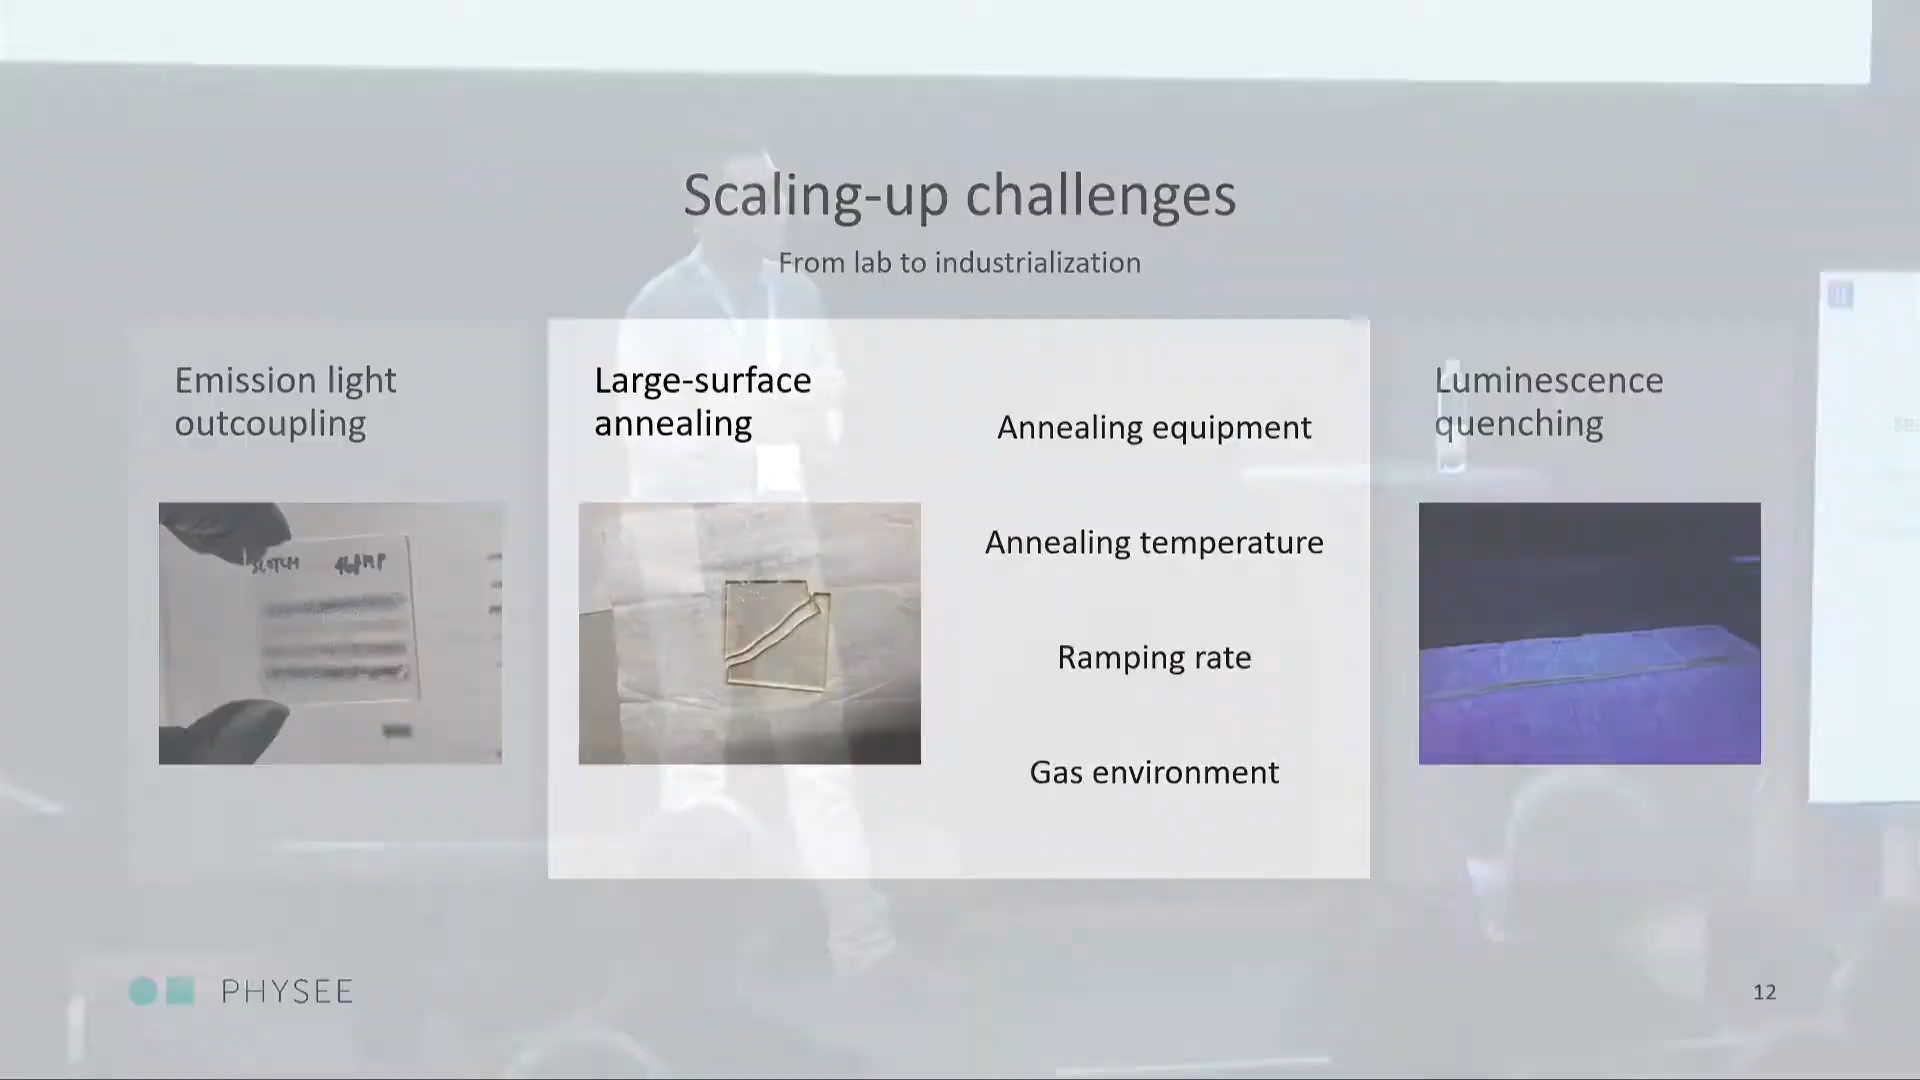 Scaling-up challenges
From lab to industrialization
Emission light
outcoupling
Large-surface
annealing
Annealing equipment
Annealing temperature
Ramping rate
Gas environment
Luminescence
quenching
SCOTCH
PHYSEE
12